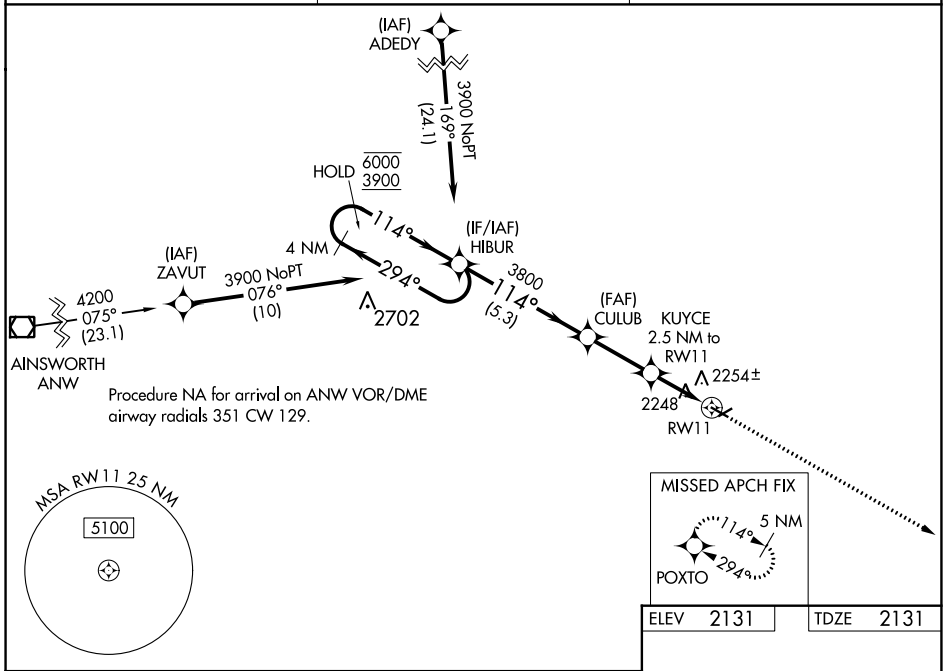 (IAF)
ADEDY
3900 NoPT
169°
(24.1)
HOLD
6000
3900
114°
4 NM
294°
(IF/IAF)
HIBUR
3800
114°
(5.3)
(IAF)
ZAVUT
3900 NoPT
076°
(10)
4200
075°
(23.1)
2702
AINSWORTH
ANW
(FAF)
CULUB
KUYCE
2.5 NM to
RW11
2254±
2248
RW11
Procedure NA for arrival on ANW VOR/DME
airway radials 351 CW 129.
MSA RW11 25 NM
5100
MISSED APCH FIX
114°
5 NM
294°
POXTO
ELEV 2131
TDZE 2131